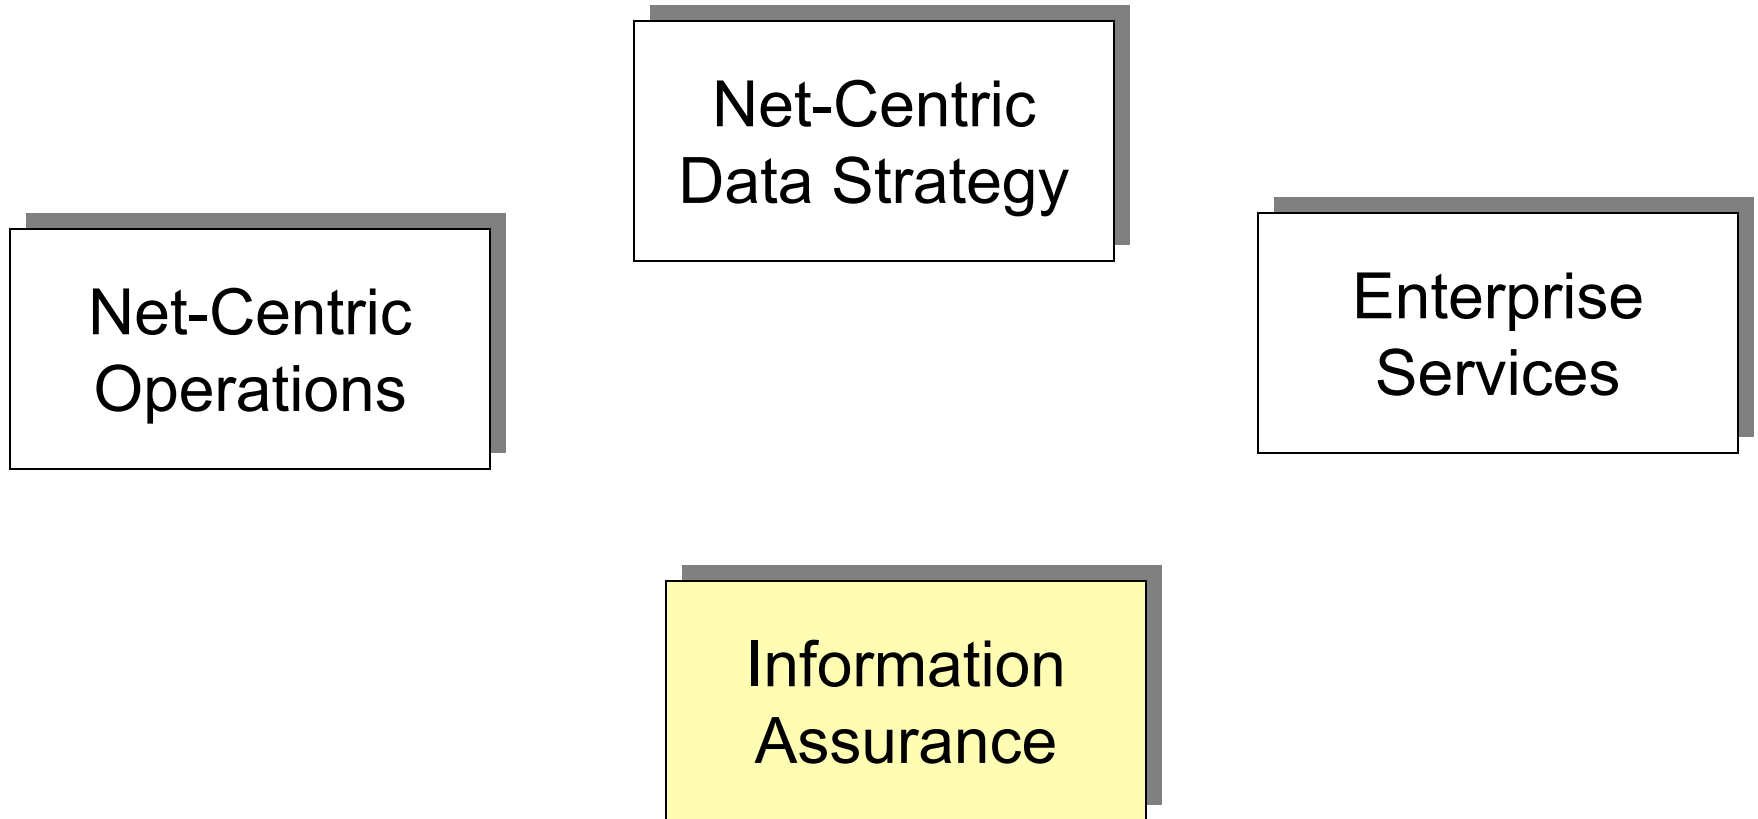 Net-Centric
Data Strategy
Net-Centric
Operations
Enterprise
Services
Information
Assurance